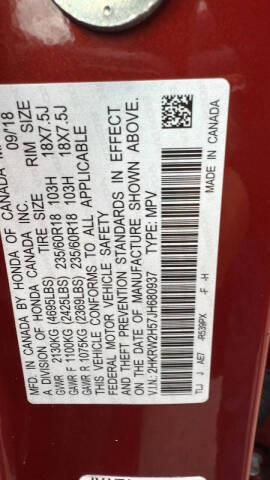 IN CANADA BY HONDA OF CANADA M
A DIVISION OF HONDA CANADA INC. 09/18
TIRE SIZE RIM SIZE
GVWR 2130KG (4695LBS)
GAWR F 1100KG (2425LBS) 235/60R18 103H 18X7.5J
GAWR R 1075KG (2369LBS) 235/60R18 103H 18X7.5J
THIS VEHICLE CONFORMS TO ALL APPLICABLE
FEDERAL MOTOR VEHICLE SAFETY
AND THEFT PREVENTION STANDARDS IN EFFECT
ON THE DATE OF MANUFACTURE SHOWN ABOVE.
V.I.N.: 2HKRW2H57JH680937 TYPE: MPV
TLJ J AE7 -R539PX -F -H
MADE IN CANADA